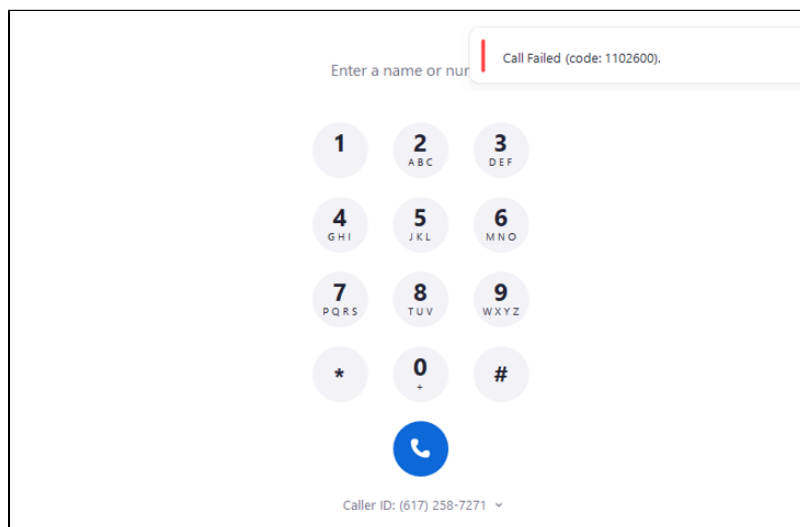 Call Failed (code: 1102600).
Enter a name or nur
1
2
ABC
3
DEF
4
GHI
5
JKL
6
MNO
7
PQRS
8
TUV
9
WXYZ
*
0
+
#
Caller ID: (617) 258-7271